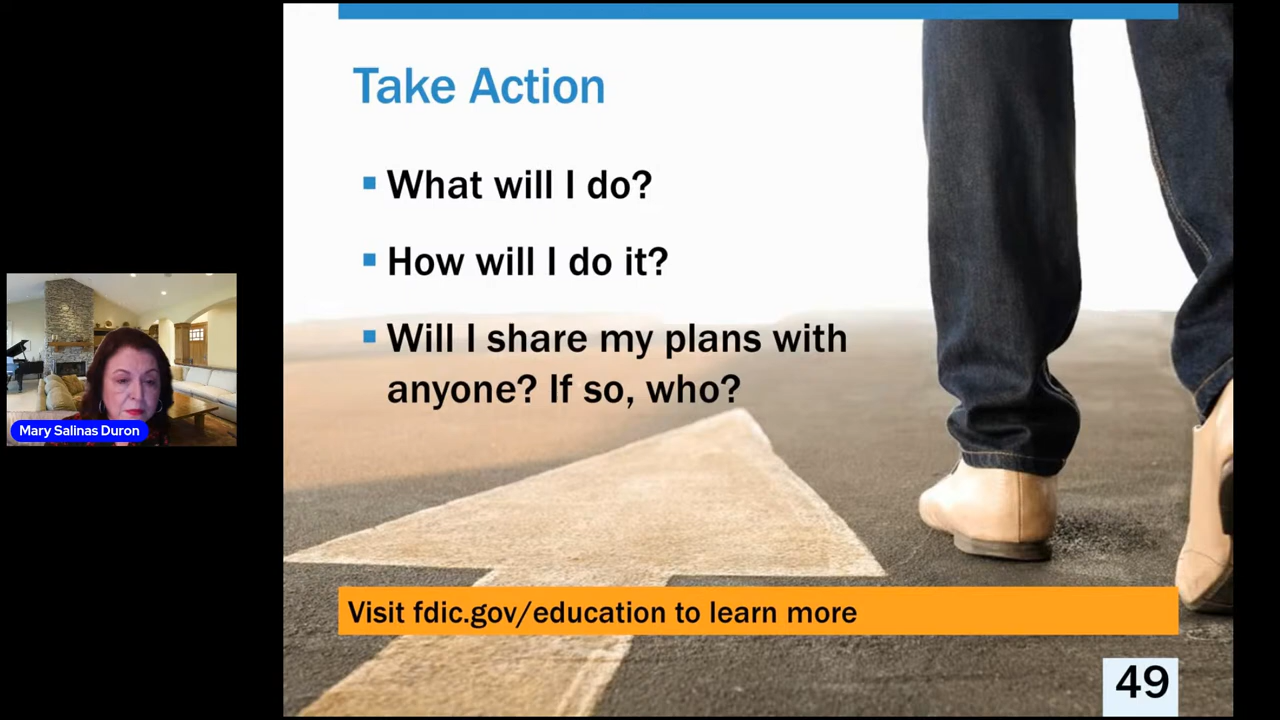 Take Action
What will I do?
How will I do it?
Will I share my plans with
anyone? If so, who?
Mary Salinas Duron
Visit fdic.gov/education to learn more
49